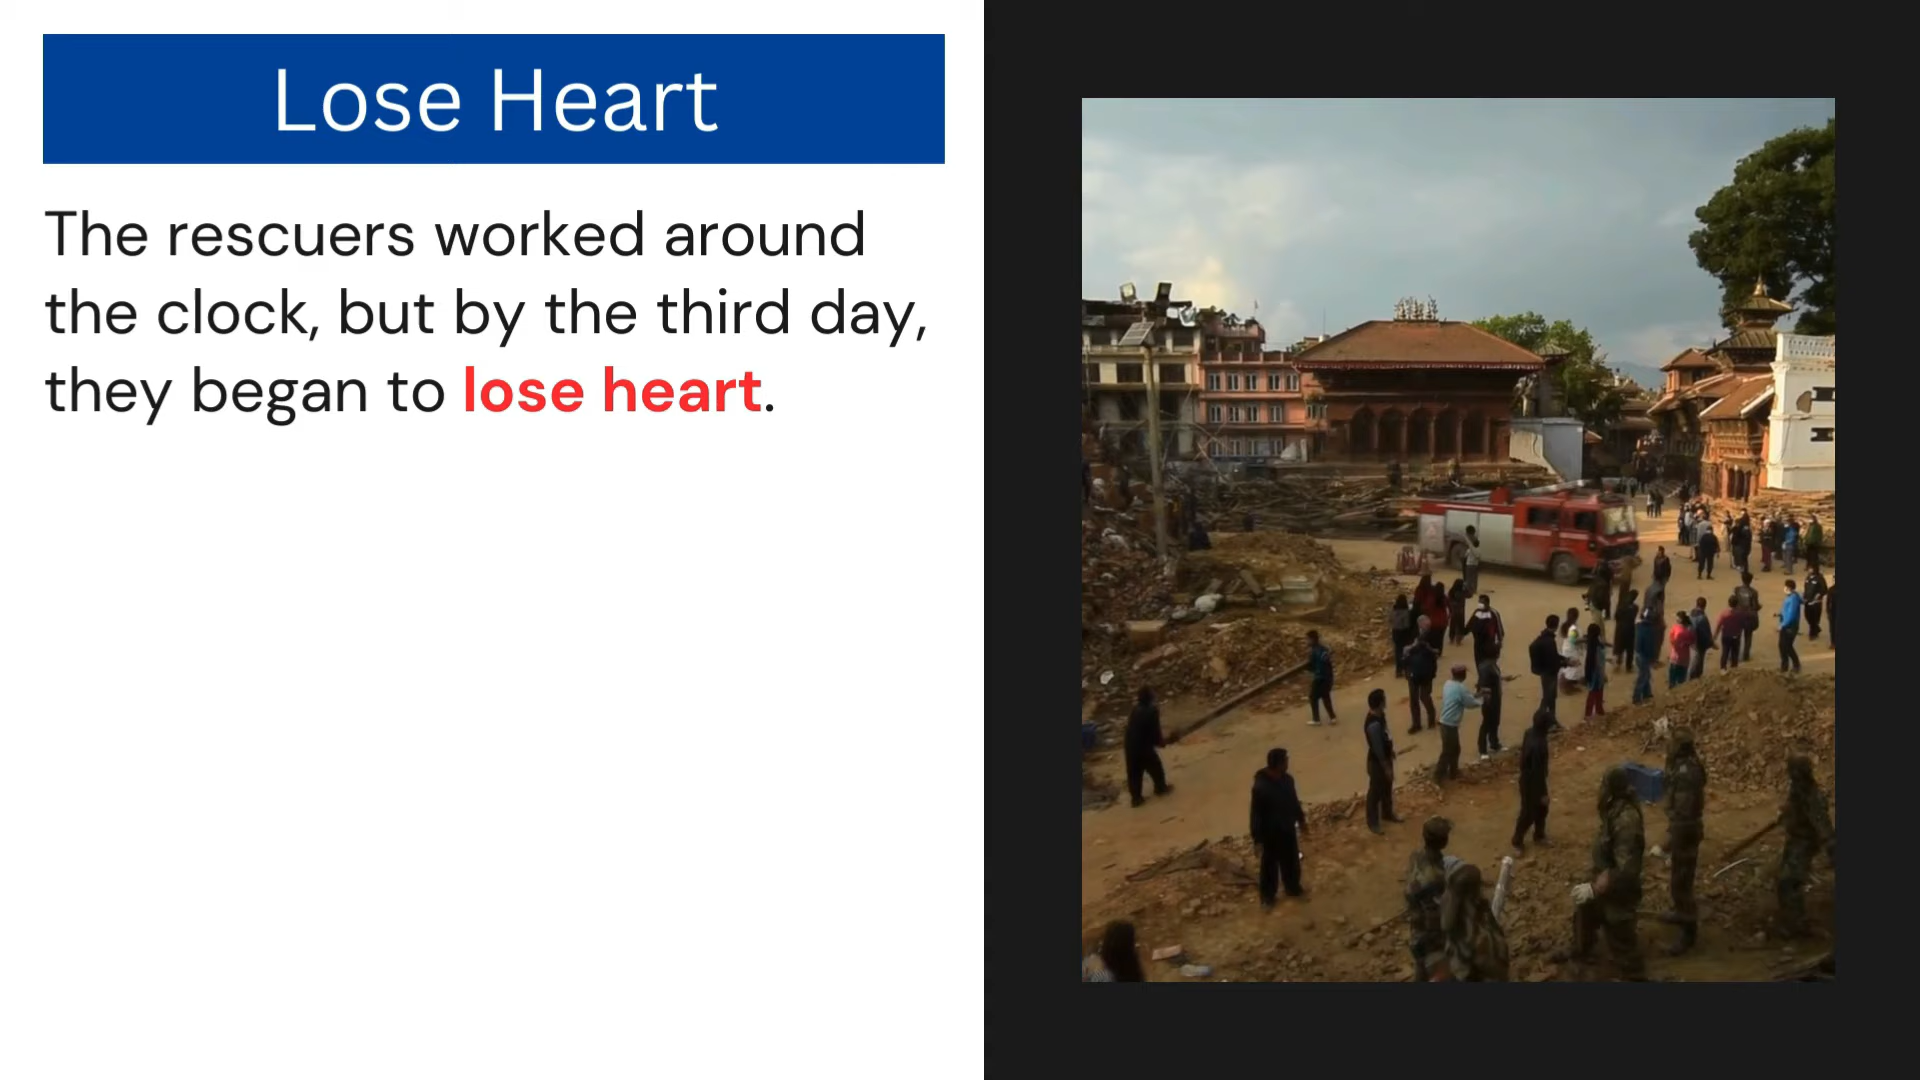 Lose Heart
The rescuers worked around
the clock, but by the third day,
they began to lose heart.